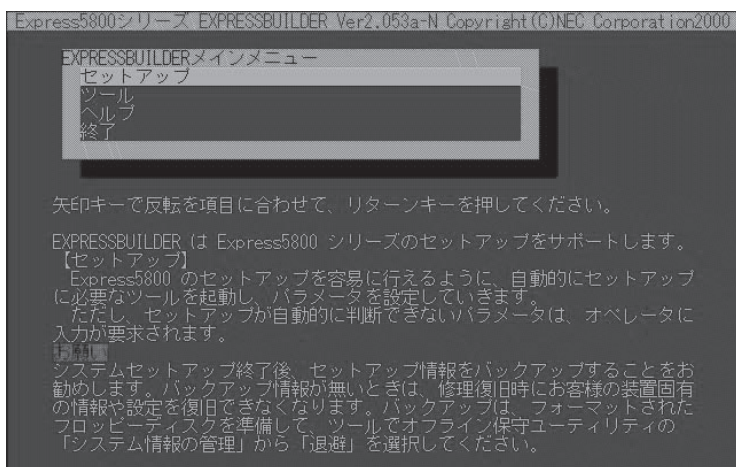 Express5800シリーズ EXPRESSBUILDER Ver2.053a-N Copyright(C)NEC Corporation2000
EXPRESSBUILDERメインメニュー
セットアップ
ツール
ヘルプ
終了
矢印キーで反転を項目に合わせて、リターンキーを押してください。
EXPRESSBUILDER は Express5800 シリーズのセットアップをサポートします。
【セットアップ】
Express5800 のセットアップを容易に行えるように、自動的にセットアップ
に必要なツールを起動し、パラメータを設定していきます。
ただし、セットアップが自動的に判断できないパラメータは、オペレータに
入力が要求されます。
お願い
システムセットアップ終了後、セットアップ情報をバックアップすることをお
勧めします。バックアップ情報が無いときは、修理復旧時にお客様の装置固有
の情報や設定を復旧できなくなります。バックアップは、フォーマットされた
フロッピーディスクを準備して、ツールでオフライン保守ユーティリティの
「システム情報の管理」から「退避」を選択してください。